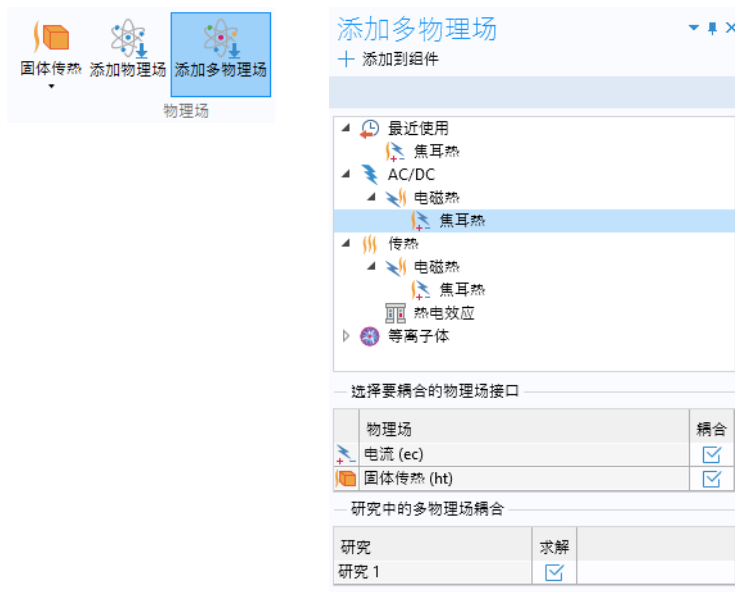 固体传热 添加物理场 添加多物理场
物理场
添加多物理场
添加到组件
最近使用
焦耳热
AC/DC
电磁热
焦耳热
传热
电磁热
焦耳热
热电效应
等离子体
选择要耦合的物理场接口
物理场 耦合
电流 (ec)
固体传热 (ht)
研究中的多物理场耦合
研究 求解
研究 1